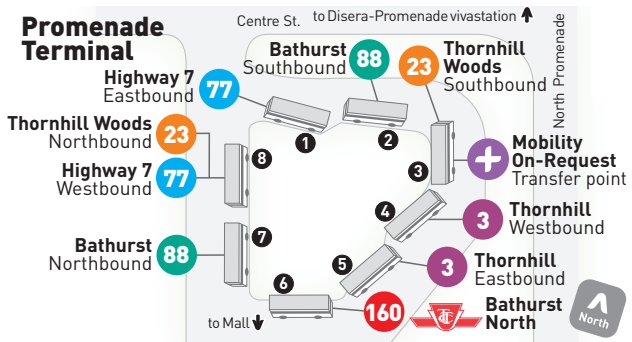 Promenade
Terminal
Centre St.
to Disera-Promenade vivastation
North Promenade
Bathurst
Southbound
88
Thornhill
Woods
Southbound
23
Highway 7
Eastbound
77
Thornhill Woods
Northbound
23
Highway 7
Westbound
77
Mobility
On-Request
Transfer point
Thornhill
Westbound
3
Thornhill
Eastbound
3
Bathurst
Northbound
88
1
2
3
4
5
6
7
8
160
TTC
Bathurst
North
to Mall
North